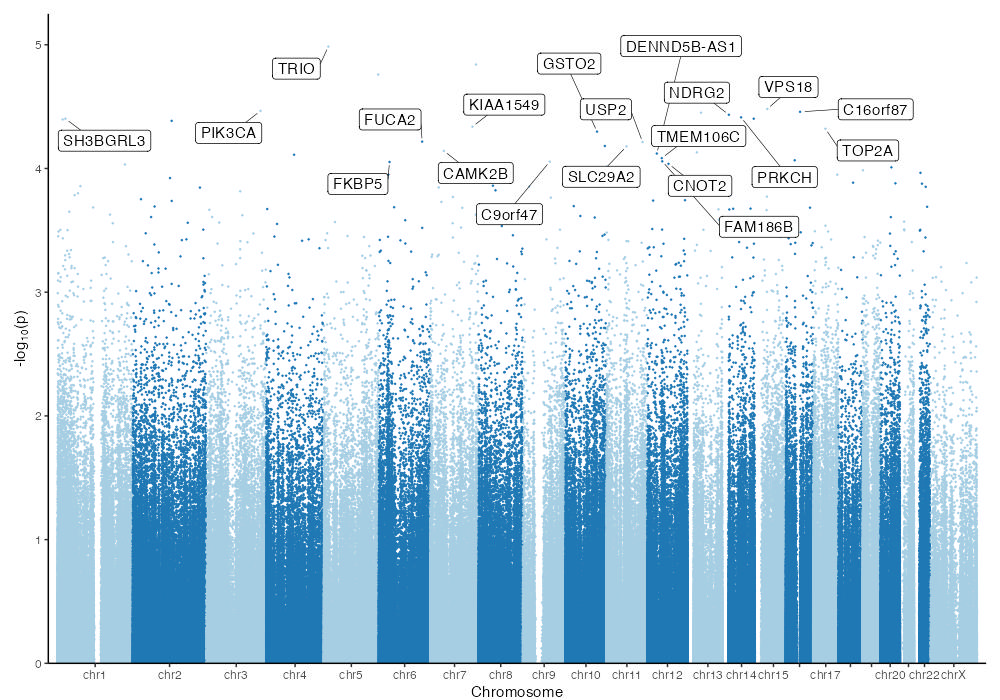 DENND5B-AS1
GSTO2
TRIO
NDRG2
VPS18
KIAA1549
USP2
C16orf87
FUCA2
PIK3CA
SH3BGRL3
TMEM106C
TOP2A
CAMK2B
SLC29A2
PRKCH
FKBP5
CNOT2
C9orf47
FAM186B
5
4
3
2
1
0
-log10(p)
chr1 chr2 chr3 chr4 chr5 chr6 chr7 chr8 chr9 chr10 chr11 chr12 chr13 chr14 chr15 chr17 chr20 chr22 chrX
Chromosome